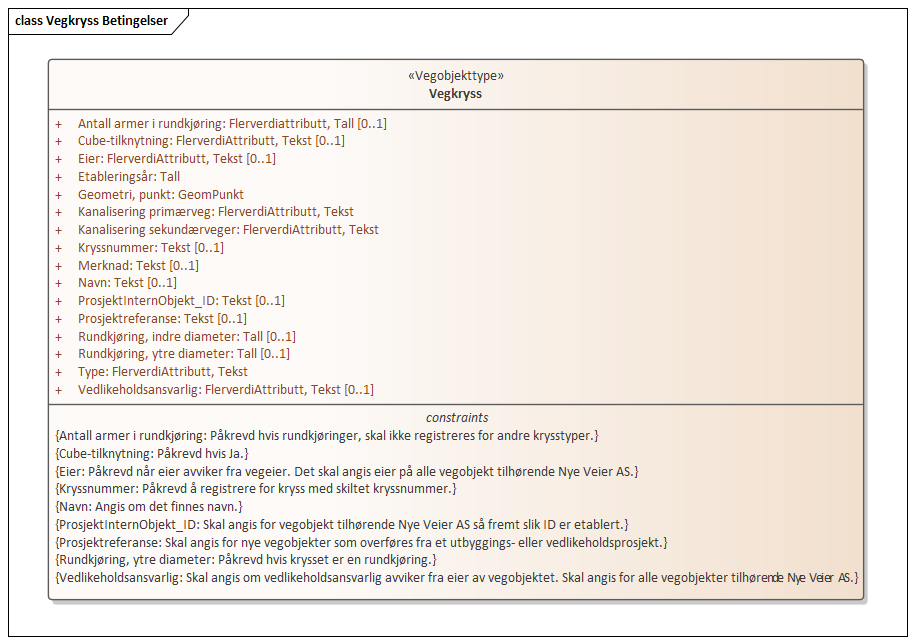 class Vegkryss Betingelser
«Vegobjekttype»
Vegkryss
+ Antall armer i rundkjøring: Flerverdiattributt, Tall [0..1]
+ Cube-tilknytning: FlerverdiAttributt, Tekst [0..1]
+ Eier: FlerverdiAttributt, Tekst [0..1]
+ Etableringsår: Tall
+ Geometri, punkt: GeomPunkt
+ Kanalisering primærveg: FlerverdiAttributt, Tekst
+ Kanalisering sekundærveger: FlerverdiAttributt, Tekst
+ Kryssnummer: Tekst [0..1]
+ Merknad: Tekst [0..1]
+ Navn: Tekst [0..1]
+ ProsjektInternObjekt_ID: Tekst [0..1]
+ Prosjektreferanse: Tekst [0..1]
+ Rundkjøring, indre diameter: Tall [0..1]
+ Rundkjøring, ytre diameter: Tall [0..1]
+ Type: FlerverdiAttributt, Tekst
+ Vedlikeholdsansvarlig: FlerverdiAttributt, Tekst [0..1]
constraints
{Antall armer i rundkjøring: Påkrevd hvis rundkjøringer, skal ikke registreres for andre krysstyper.}
{Cube-tilknytning: Påkrevd hvis Ja.}
{Eier: Påkrevd når eier avviker fra vegeier. Det skal angis eier på alle vegobjekt tilhørende Nye Veier AS.}
{Kryssnummer: Påkrevd å registrere for kryss med skiltet kryssnummer.}
{Navn: Angis om det finnes navn.}
{ProsjektInternObjekt_ID: Skal angis for vegobjekt tilhørende Nye Veier AS så fremt slik ID er etablert.}
{Prosjektreferanse: Skal angis for nye vegobjekter som overføres fra et utbyggings- eller vedlikeholdsprosjekt.}
{Rundkjøring, ytre diameter: Påkrevd hvis krysset er en rundkjøring.}
{Vedlikeholdsansvarlig: Skal angis om vedlikeholdsansvarlig avviker fra eier av vegobjektet. Skal angis for alle vegobjekter tilhørende Nye Veier AS.}